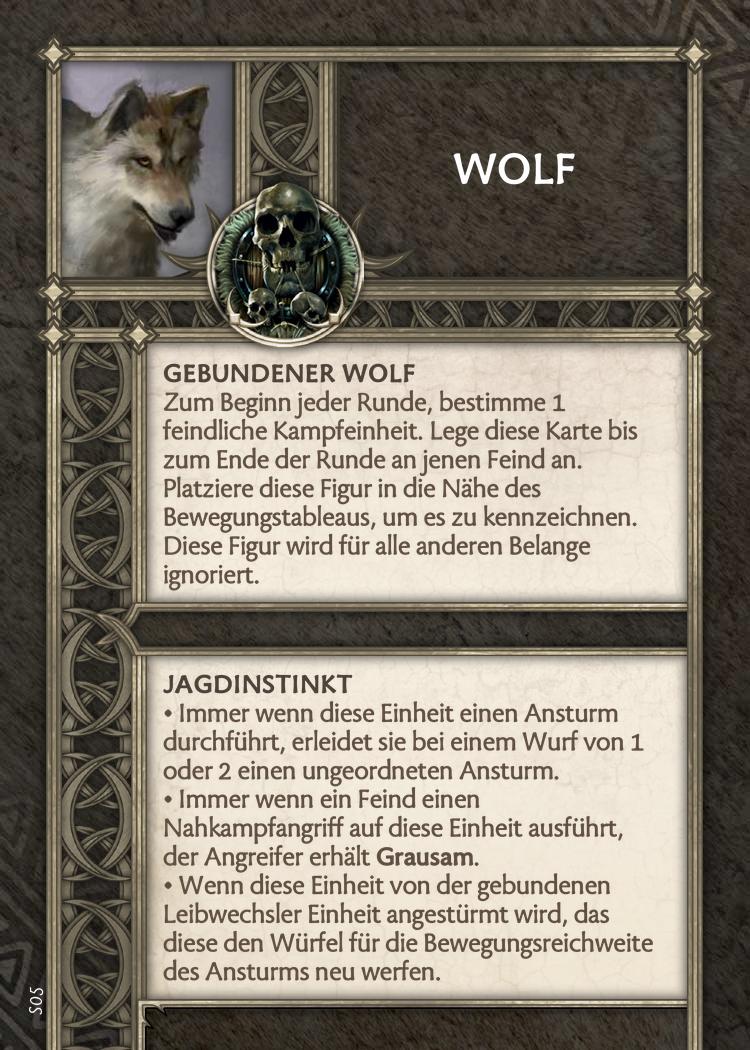 WOLF
GEBUNDENER WOLF
Zum Beginn jeder Runde, bestimme 1
feindliche Kampfeinheit. Lege diese Karte bis
zum Ende der Runde an jenen Feind an.
Platziere diese Figur in die Nähe des
Bewegungstableaus, um es zu kennzeichnen.
Diese Figur wird für alle anderen Belange
ignoriert.
JAGDINSTINKT
• Immer wenn diese Einheit einen Ansturm
durchführt, erleidet sie bei einem Wurf von 1
oder 2 einen ungeordneten Ansturm.
• Immer wenn ein Feind einen
Nahkampfangriff auf diese Einheit ausführt,
der Angreifer erhält Grausam.
• Wenn diese Einheit von der gebundenen
Leibwechsler Einheit angestürmt wird, das
diese den Würfel für die Bewegungsreichweite
des Ansturms neu werfen.
S05